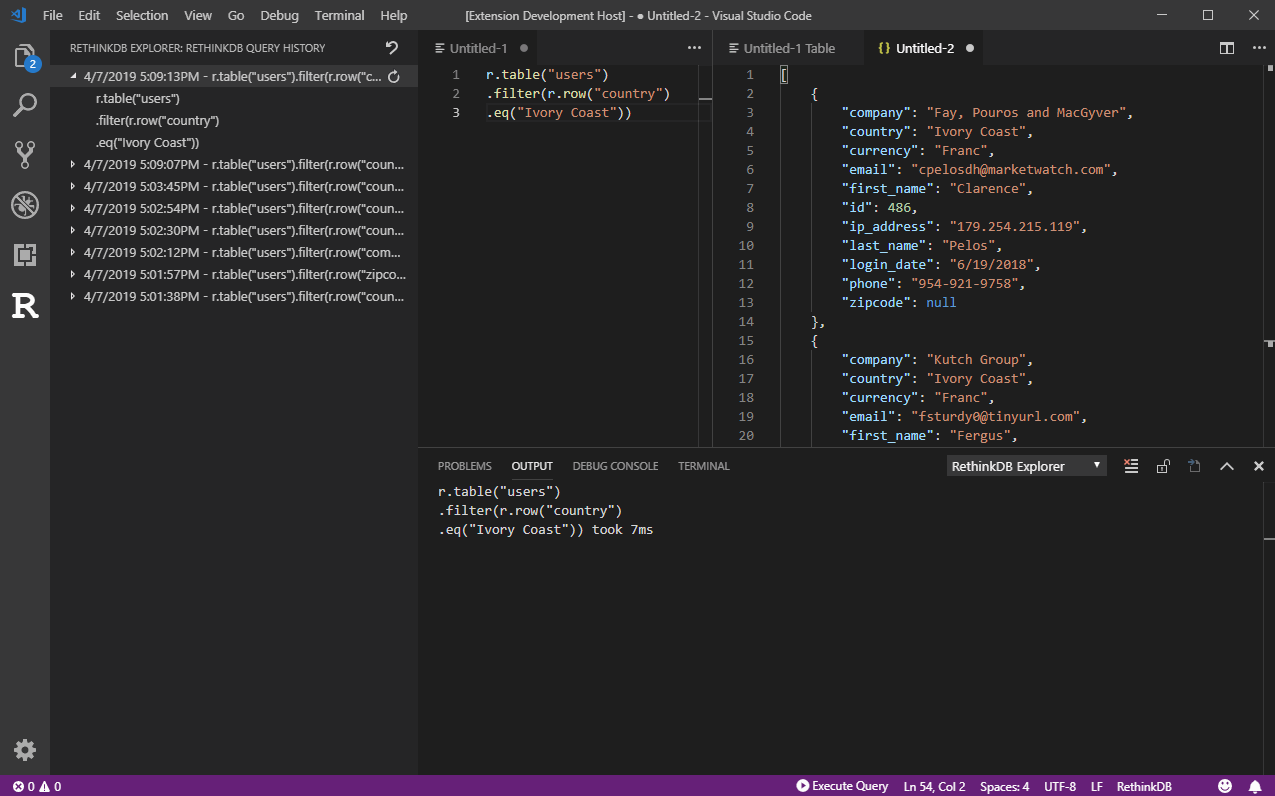 File Edit Selection View Go Debug Terminal Help [Extension Development Host] - ● Untitled-2 - Visual Studio Code
2
RETHINKDB EXPLORER: RETHINKDB QUERY HISTORY
4/7/2019 5:09:13PM - r.table("users").filter(r.row("c...
r.table("users")
.filter(r.row("country")
.eq("Ivory Coast"))
4/7/2019 5:09:07PM - r.table("users").filter(r.row("coun...
4/7/2019 5:03:45PM - r.table("users").filter(r.row("coun...
4/7/2019 5:02:54PM - r.table("users").filter(r.row("coun...
4/7/2019 5:02:30PM - r.table("users").filter(r.row("coun...
4/7/2019 5:02:12PM - r.table("users").filter(r.row("com...
4/7/2019 5:01:57PM - r.table("users").filter(r.row("zipco...
4/7/2019 5:01:38PM - r.table("users").filter(r.row("coun...
R
Untitled-1
1 r.table("users")
2 .filter(r.row("country")
3 .eq("Ivory Coast"))
Untitled-1 Table {} Untitled-2
1 [
2 {
3 "company": "Fay, Pouros and MacGyver",
4 "country": "Ivory Coast",
5 "currency": "Franc",
6 "email": "cpelosdh@marketwatch.com",
7 "first_name": "Clarence",
8 "id": 486,
9 "ip_address": "179.254.215.119",
10 "last_name": "Pelos",
11 "login_date": "6/19/2018",
12 "phone": "954-921-9758",
13 "zipcode": null
14 },
15 {
16 "company": "Kutch Group",
17 "country": "Ivory Coast",
18 "currency": "Franc",
19 "email": "fsturdy0@tinyurl.com",
20 "first_name": "Fergus",
PROBLEMS OUTPUT DEBUG CONSOLE TERMINAL RethinkDB Explorer
r.table("users")
.filter(r.row("country")
.eq("Ivory Coast")) took 7ms
0 0 Execute Query Ln 54, Col 2 Spaces: 4 UTF-8 LF RethinkDB